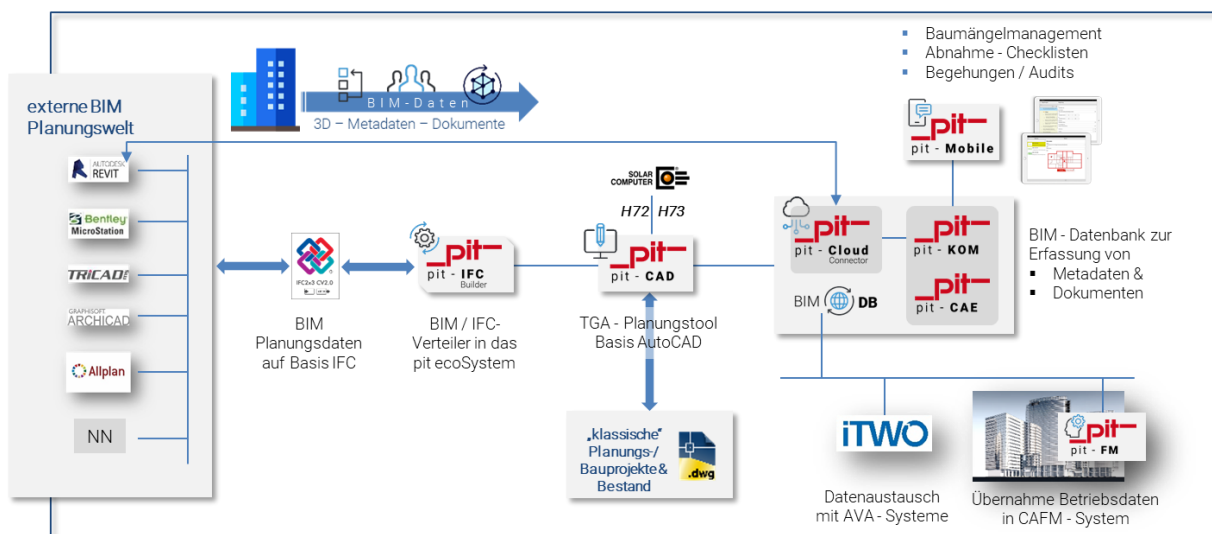 Baumängelmanagement
Abnahme - Checklisten
Begehungen / Audits
BIM-Daten
3D – Metadaten – Dokumente
externe BIM
Planungswelt
AUTODESK
REVIT
Bentley
MicroStation
TRICAD
GRAPHISOFT
ARCHICAD
Allplan
NN
IFC2x3 CV2.0
BIM
Planungsdaten
auf Basis IFC
pit
pit - IFC
Builder
BIM / IFC-
Verteiler in das
pit ecoSystem
SOLAR
COMPUTER
H72
H73
pit
pit - CAD
TGA - Planungstool
Basis AutoCAD
„klassische“
Planungs-/
Bauprojekte &
Bestand
.dwg
pit
pit - Mobile
pit
pit - Cloud
Connector
pit
pit - KOM
pit
pit - CAE
BIM
DB
BIM - Datenbank zur
Erfassung von
Metadaten &
Dokumenten
iTWO
Datenaustausch
mit AVA - Systeme
pit
pit - FM
Übernahme Betriebsdaten
in CAFM - System